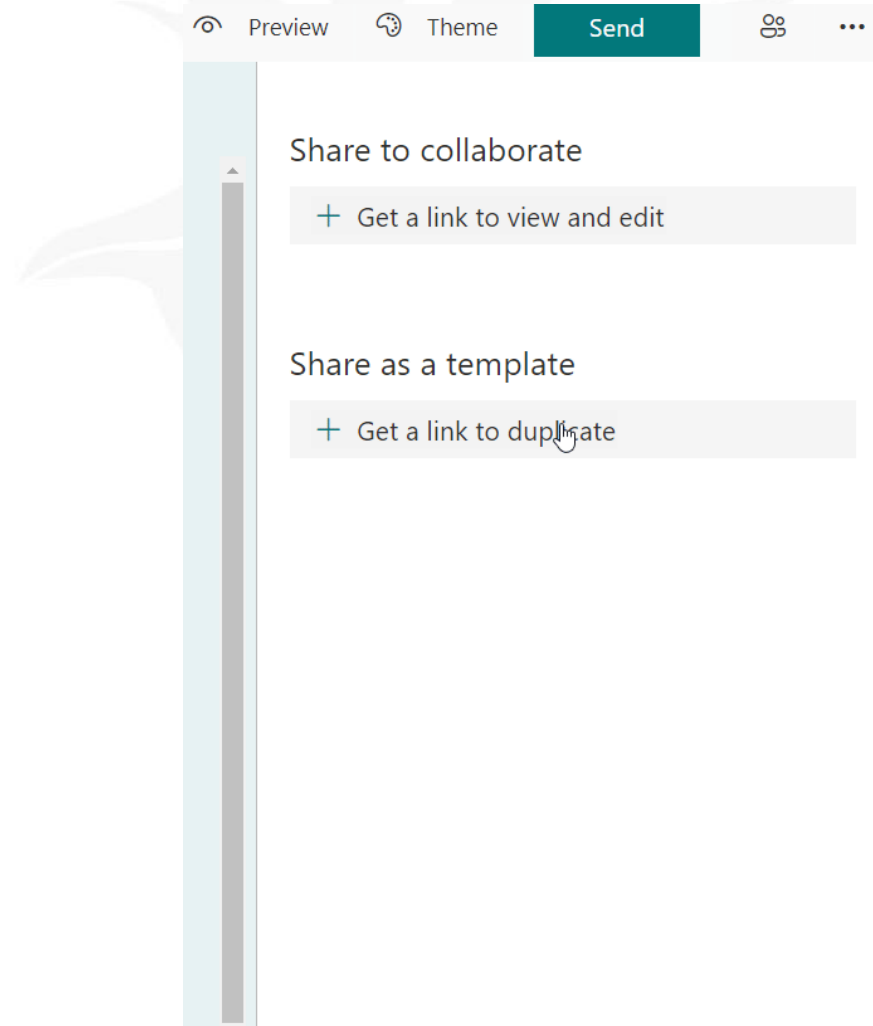 Preview Theme Send
Share to collaborate
Get a link to view and edit
Share as a template
Get a link to duplicate